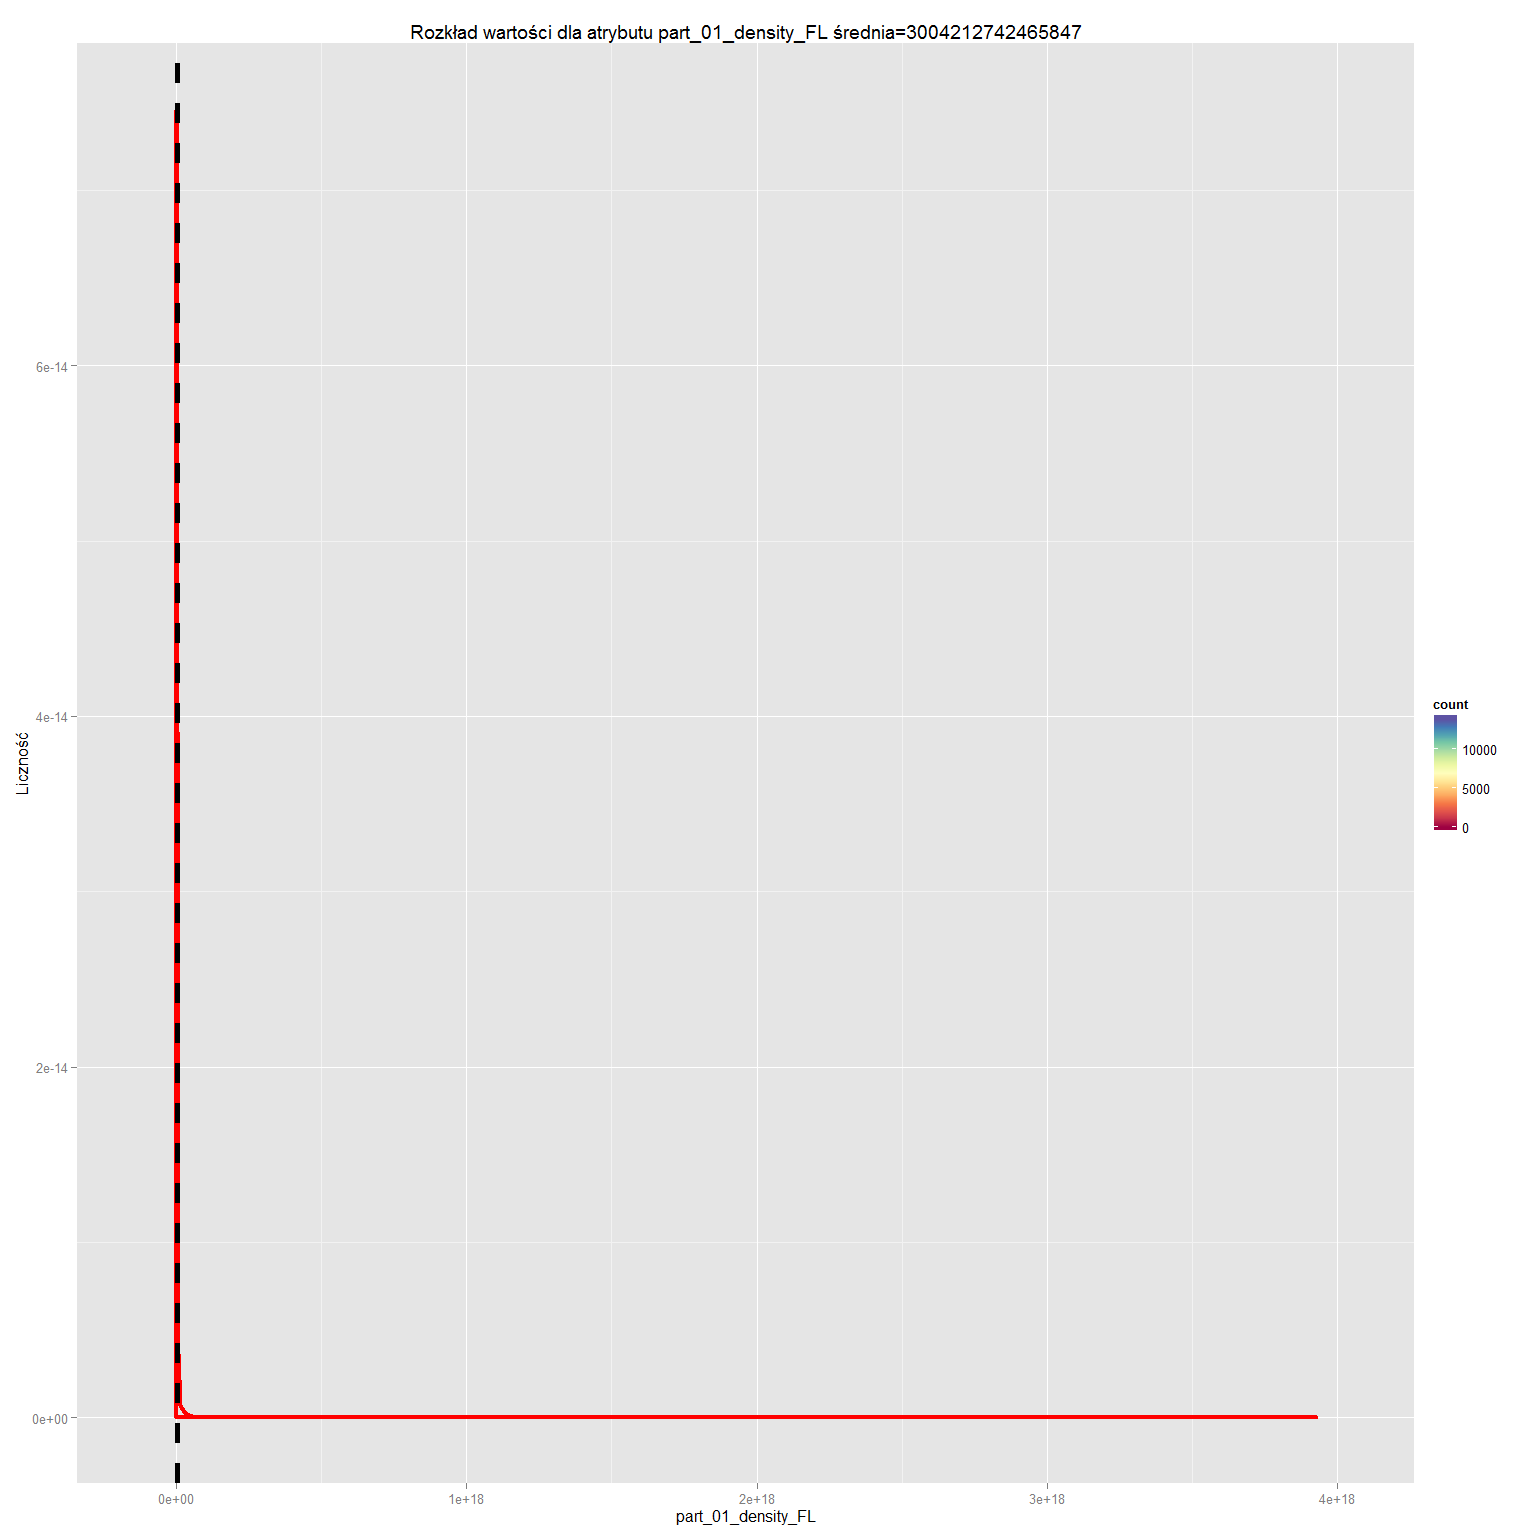 Rozkład wartości dla atrybutu part_01_density_FL średnia=3004212742465847
6e-14
4e-14
2e-14
0e+00
Liczność
0e+00
1e+18
2e+18
3e+18
4e+18
part_01_density_FL
count
10000
5000
0